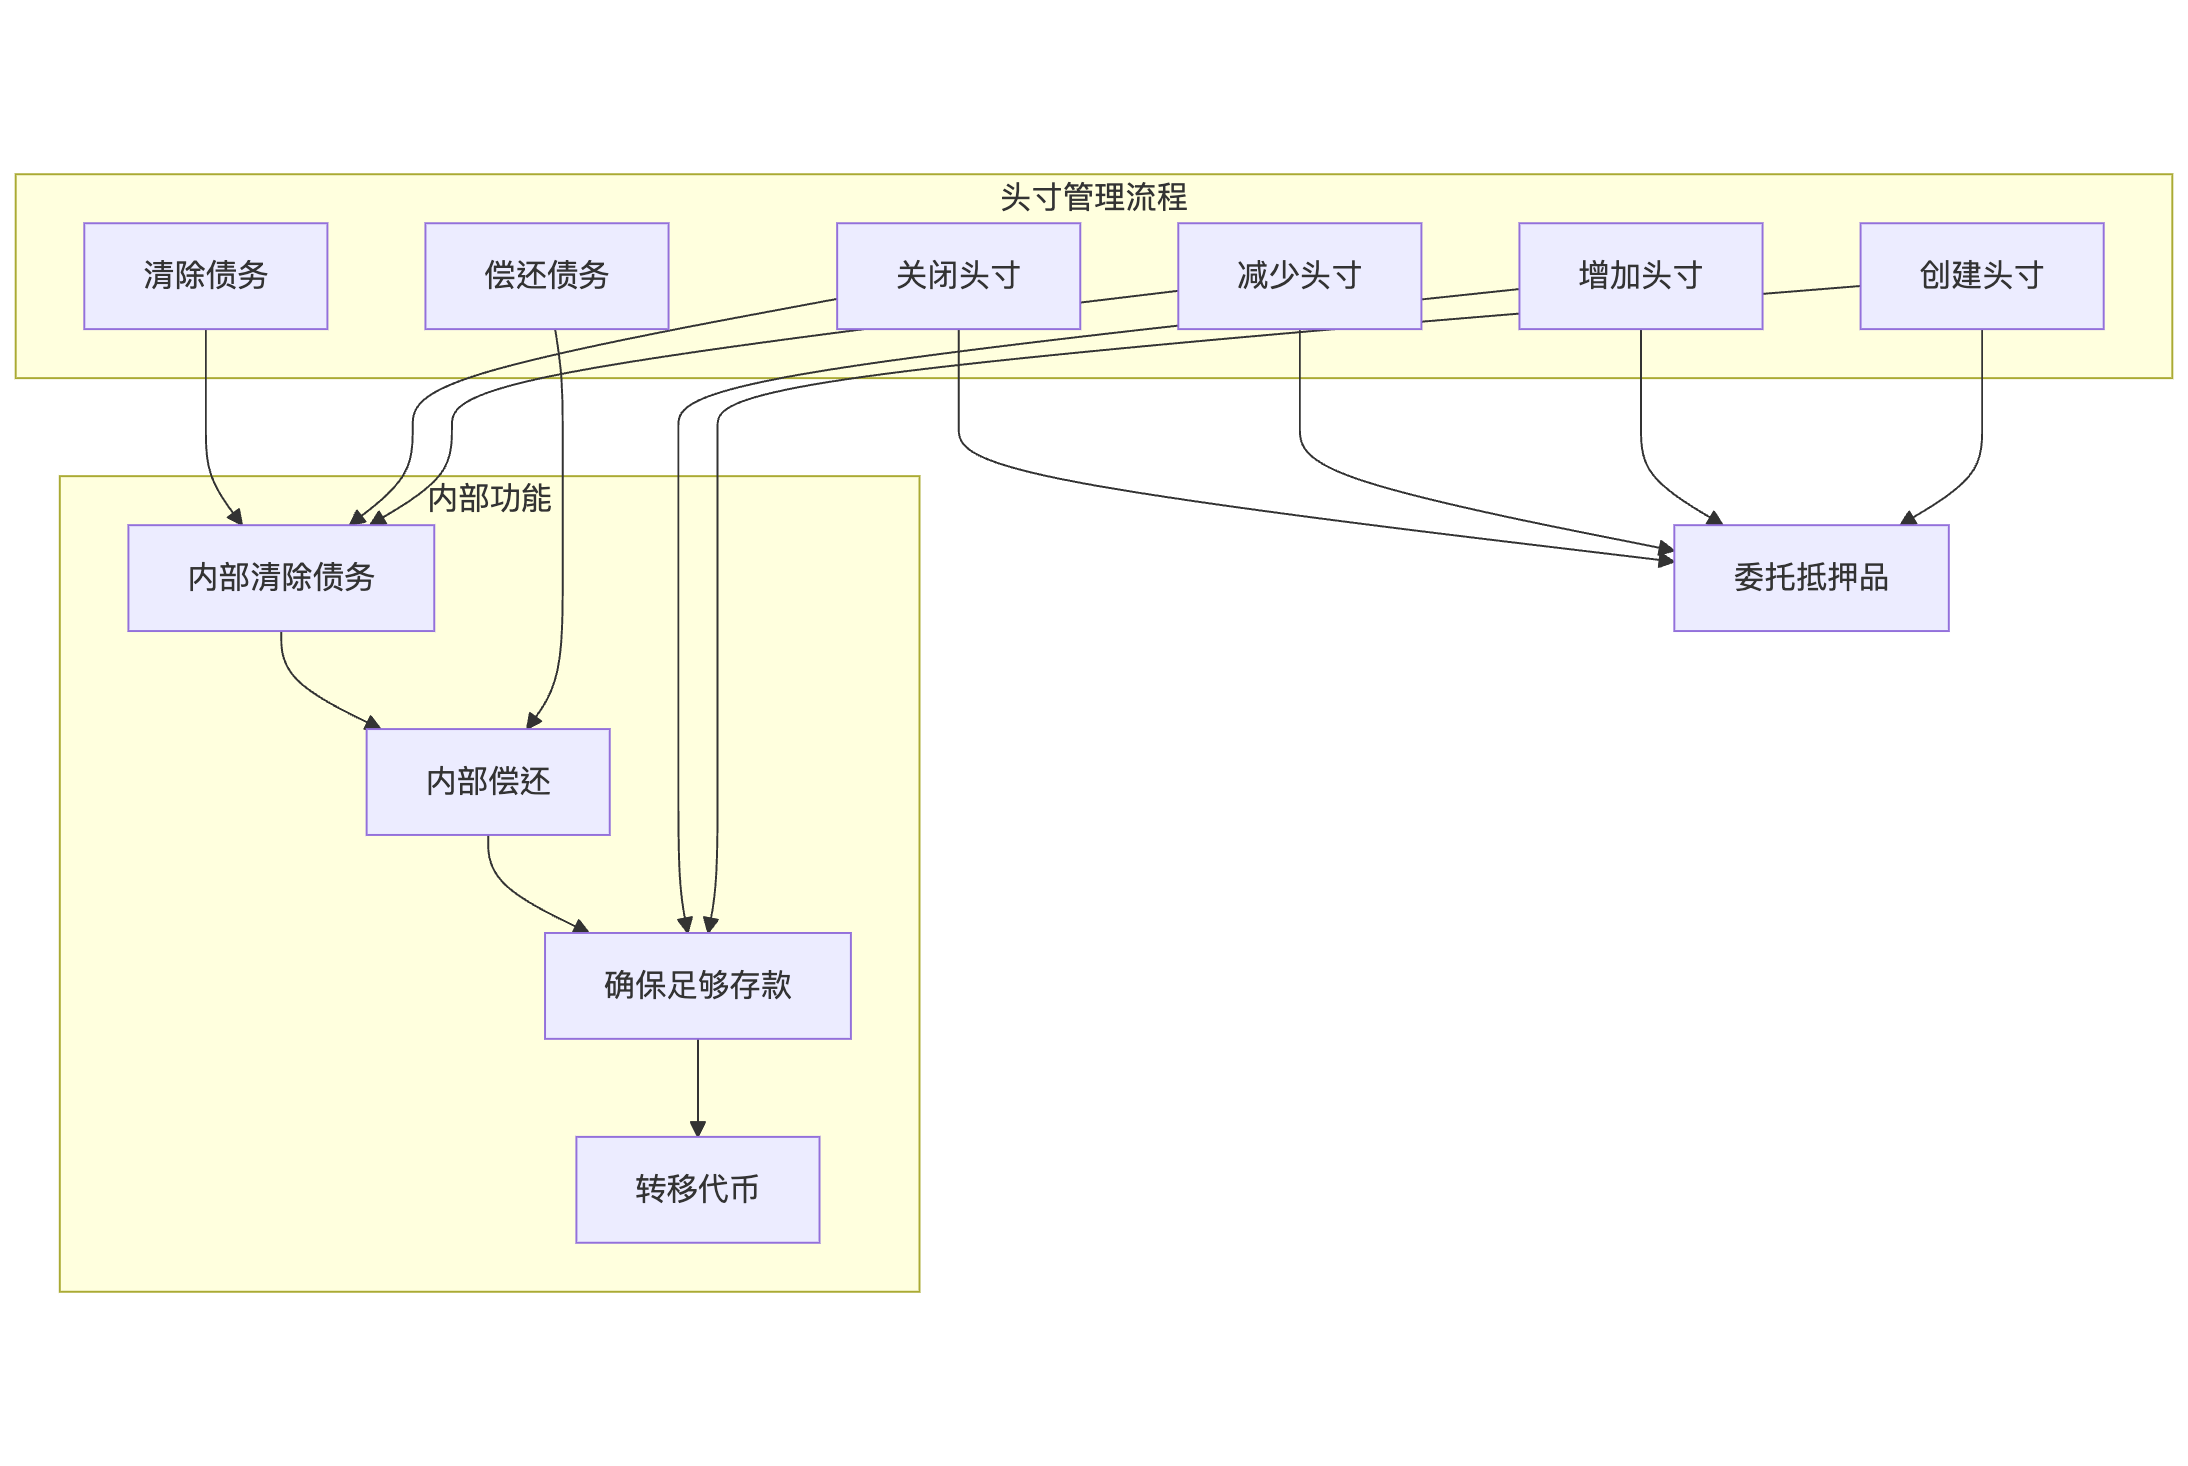 头寸管理流程
清除债务
偿还债务
关闭头寸
减少头寸
增加头寸
创建头寸
内部功能
内部清除债务
委托抵押品
内部偿还
确保足够存款
转移代币